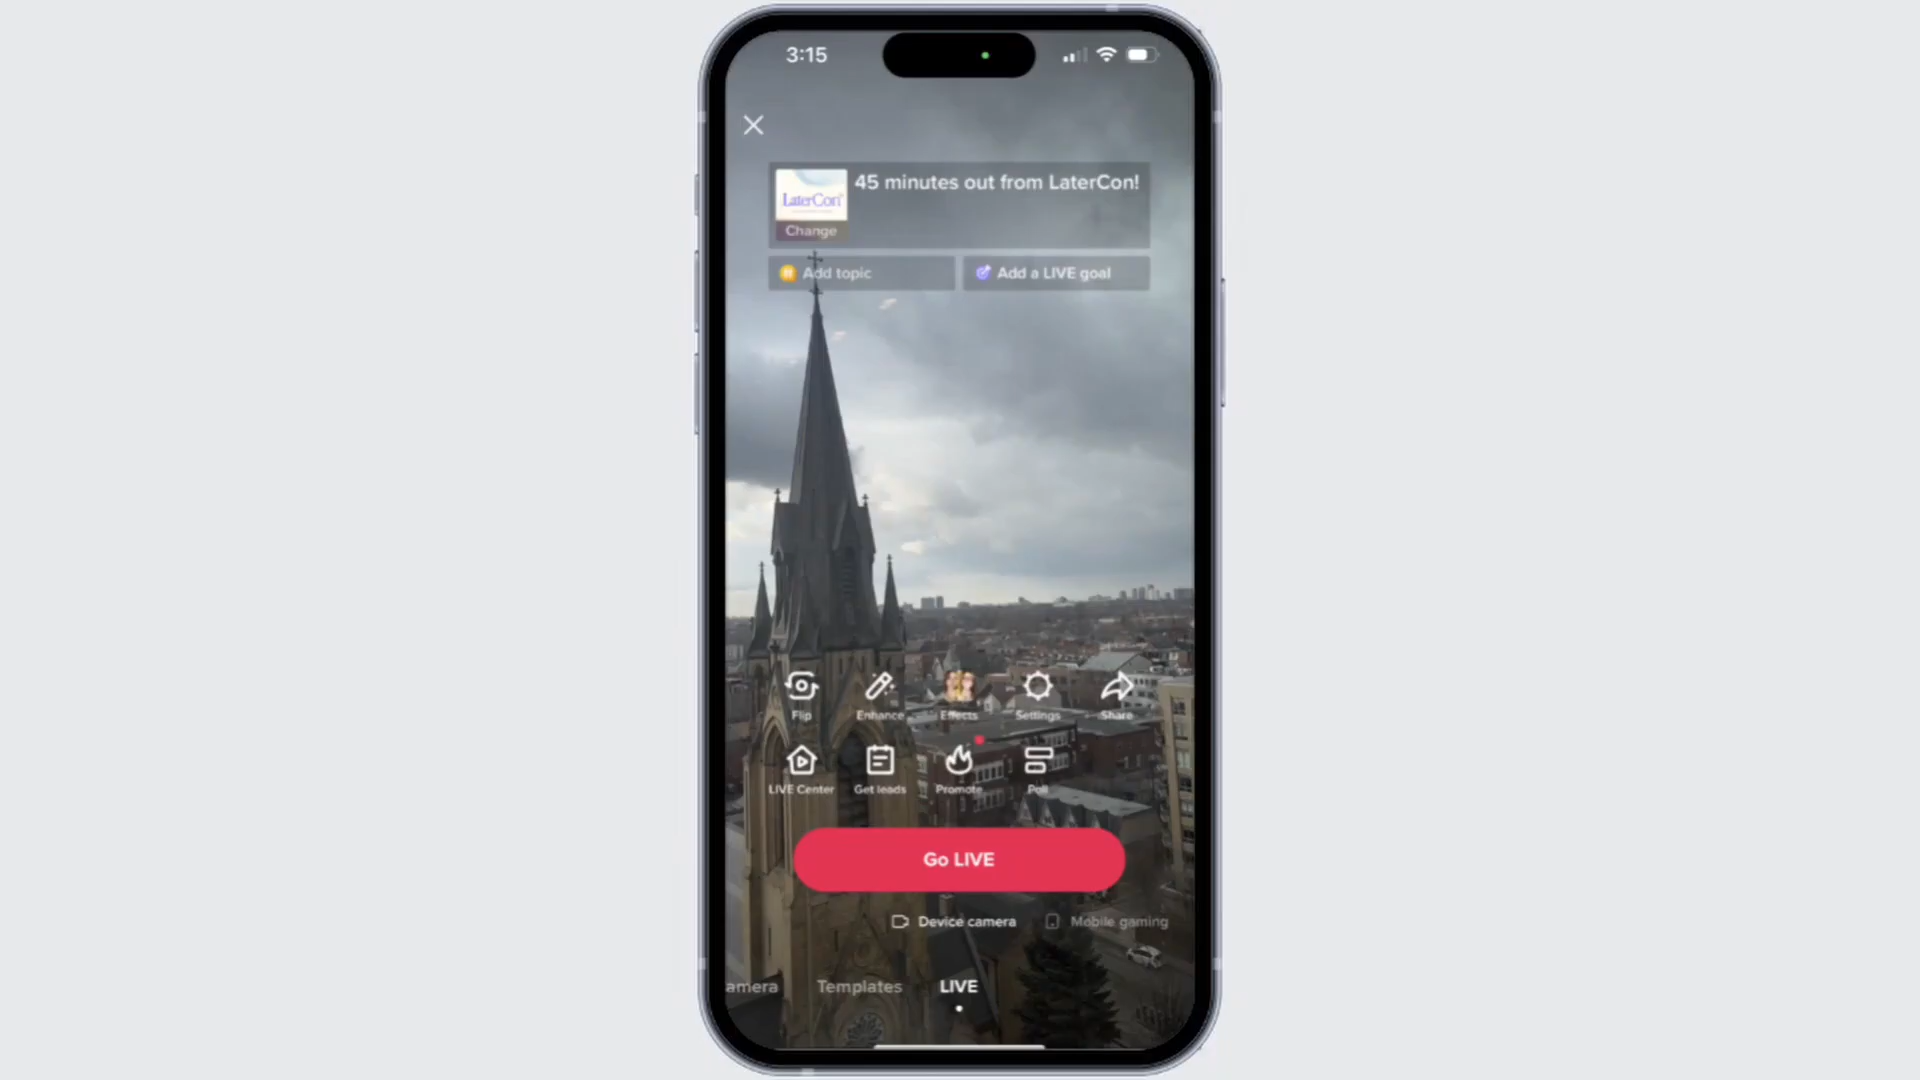 3:15
LaterCon
45 minutes out from LaterCon!
Change
Add topic
Add a LIVE goal
Flip
Enhance
Effects
Settings
Share
LIVE Center
Get leads
Promote
Poll
Go LIVE
Device camera
Mobile gaming
amera
Templates
LIVE